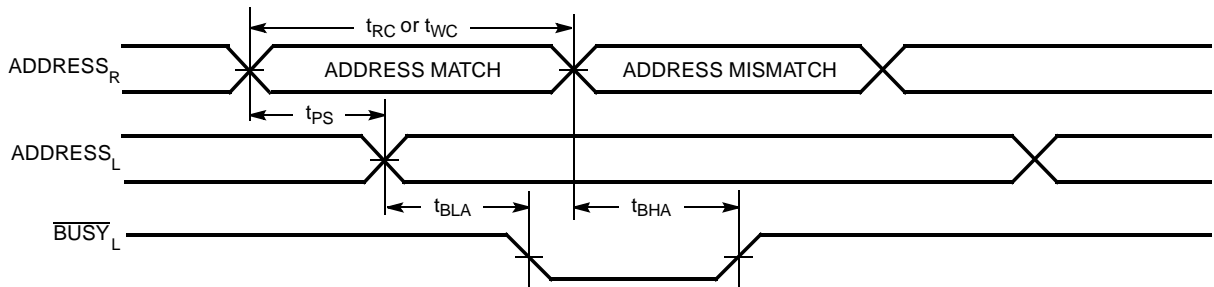 tRC or tWC
ADDRESSR ADDRESS MATCH ADDRESS MISMATCH
tPS
ADDRESSL
tBLA tBHA
BUSYL